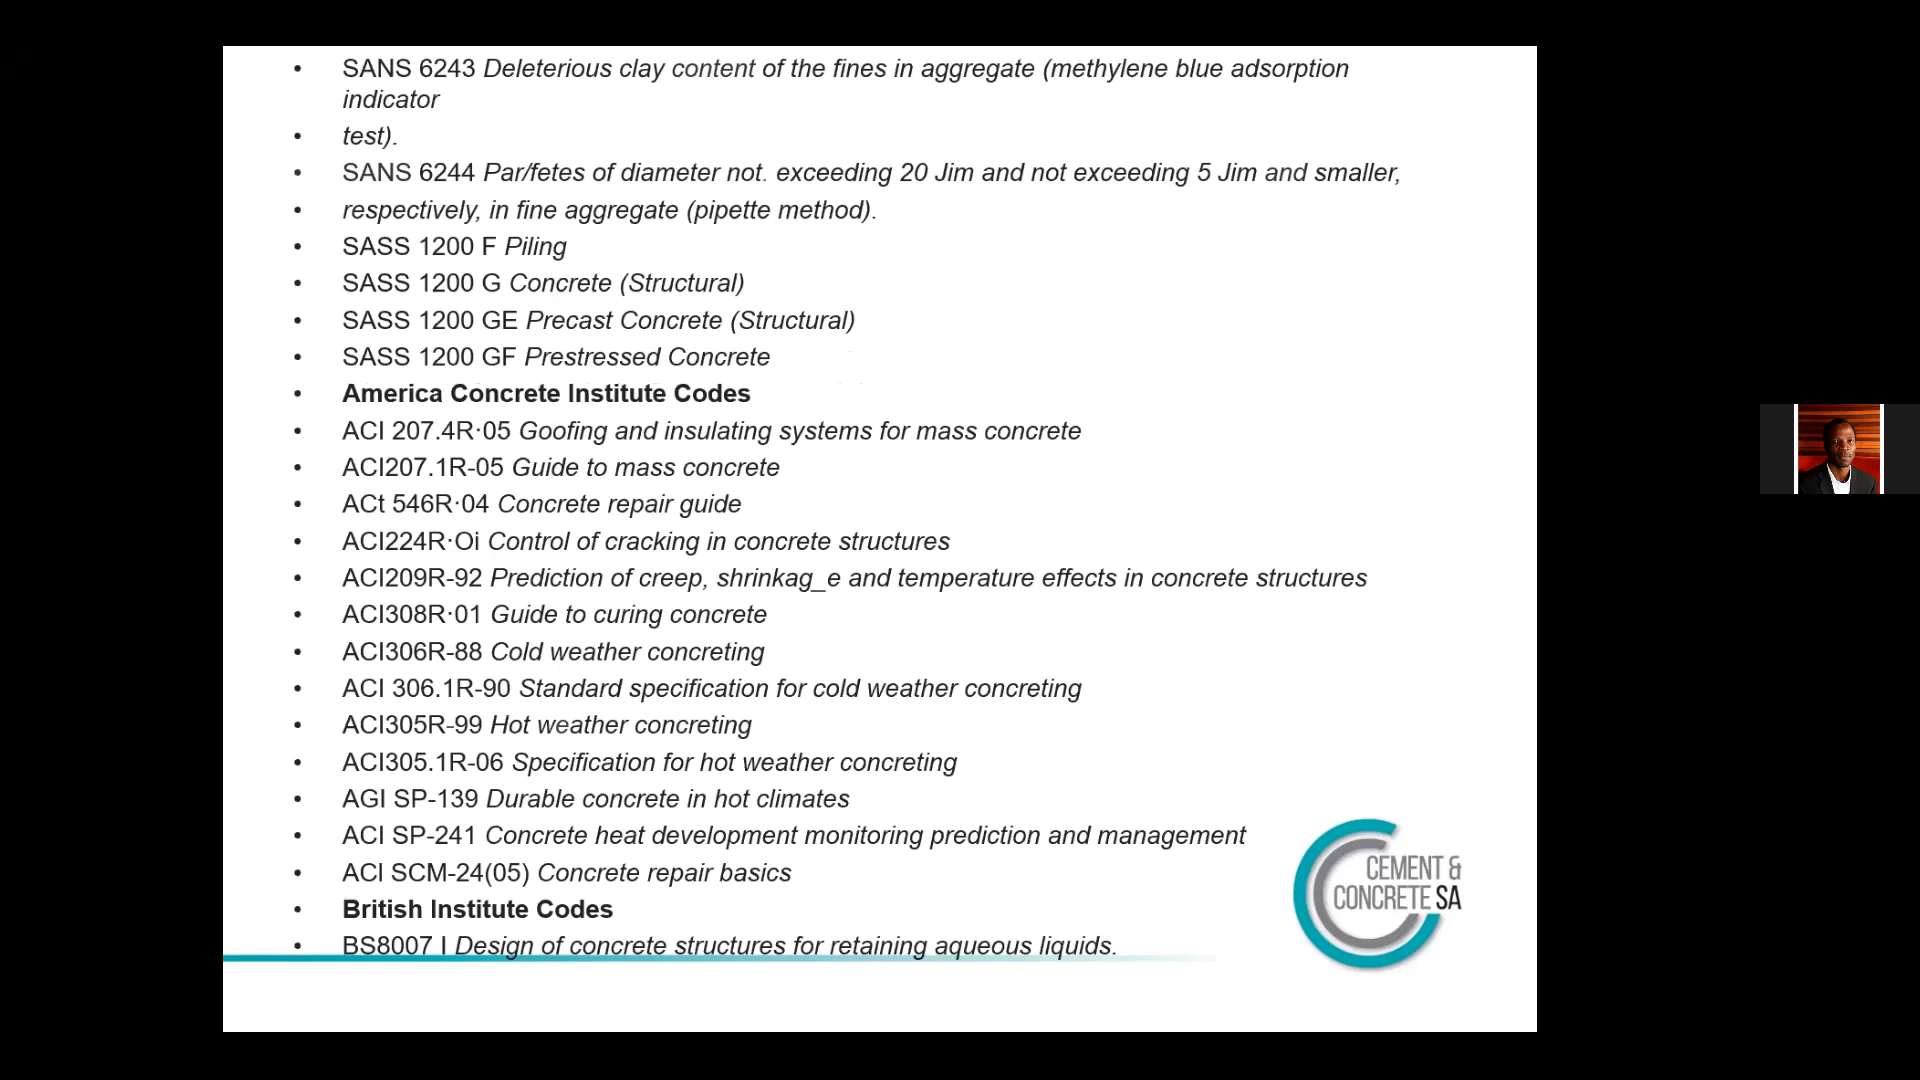 • SANS 6243 Deleterious clay content of the fines in aggregate (methylene blue adsorption
indicator
• test).
• SANS 6244 Par/fetes of diameter not. exceeding 20 Jim and not exceeding 5 Jim and smaller,
• respectively, in fine aggregate (pipette method).
• SASS 1200 F Piling
• SASS 1200 G Concrete (Structural)
• SASS 1200 GE Precast Concrete (Structural)
• SASS 1200 GF Prestressed Concrete
• America Concrete Institute Codes
• ACI 207.4R·05 Goofing and insulating systems for mass concrete
• ACI207.1R-05 Guide to mass concrete
• ACt 546R·04 Concrete repair guide
• ACI224R·Oi Control of cracking in concrete structures
• ACI209R-92 Prediction of creep, shrinkag_e and temperature effects in concrete structures
• ACI308R·01 Guide to curing concrete
• ACI306R-88 Cold weather concreting
• ACI 306.1R-90 Standard specification for cold weather concreting
• ACI305R-99 Hot weather concreting
• ACI305.1R-06 Specification for hot weather concreting
• AGI SP-139 Durable concrete in hot climates
• ACI SP-241 Concrete heat development monitoring prediction and management
• ACI SCM-24(05) Concrete repair basics
• British Institute Codes
• BS8007 I Design of concrete structures for retaining aqueous liquids.
CEMENT &
CONCRETE SA